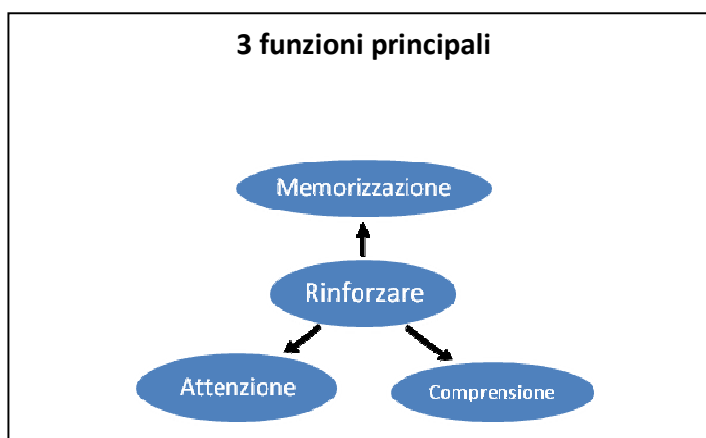 3 funzioni principali
Memorizzazione
Rinforzare
Attenzione
Comprensione